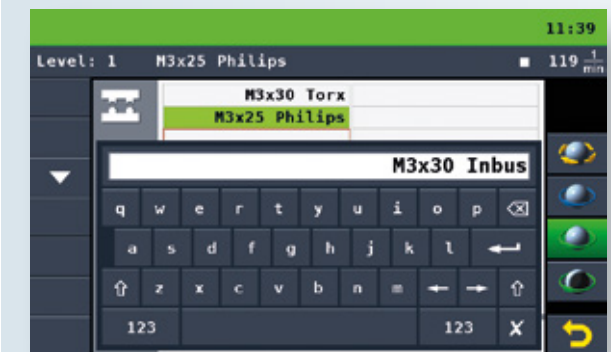 11:39
Level: 1 M3x25 Philips 119 1/min
M3x30 Torx
M3x25 Philips
M3x30 Inbus
q w e r t y u i o p
a s d f g h j k l
z x c v b n m
123 123 X